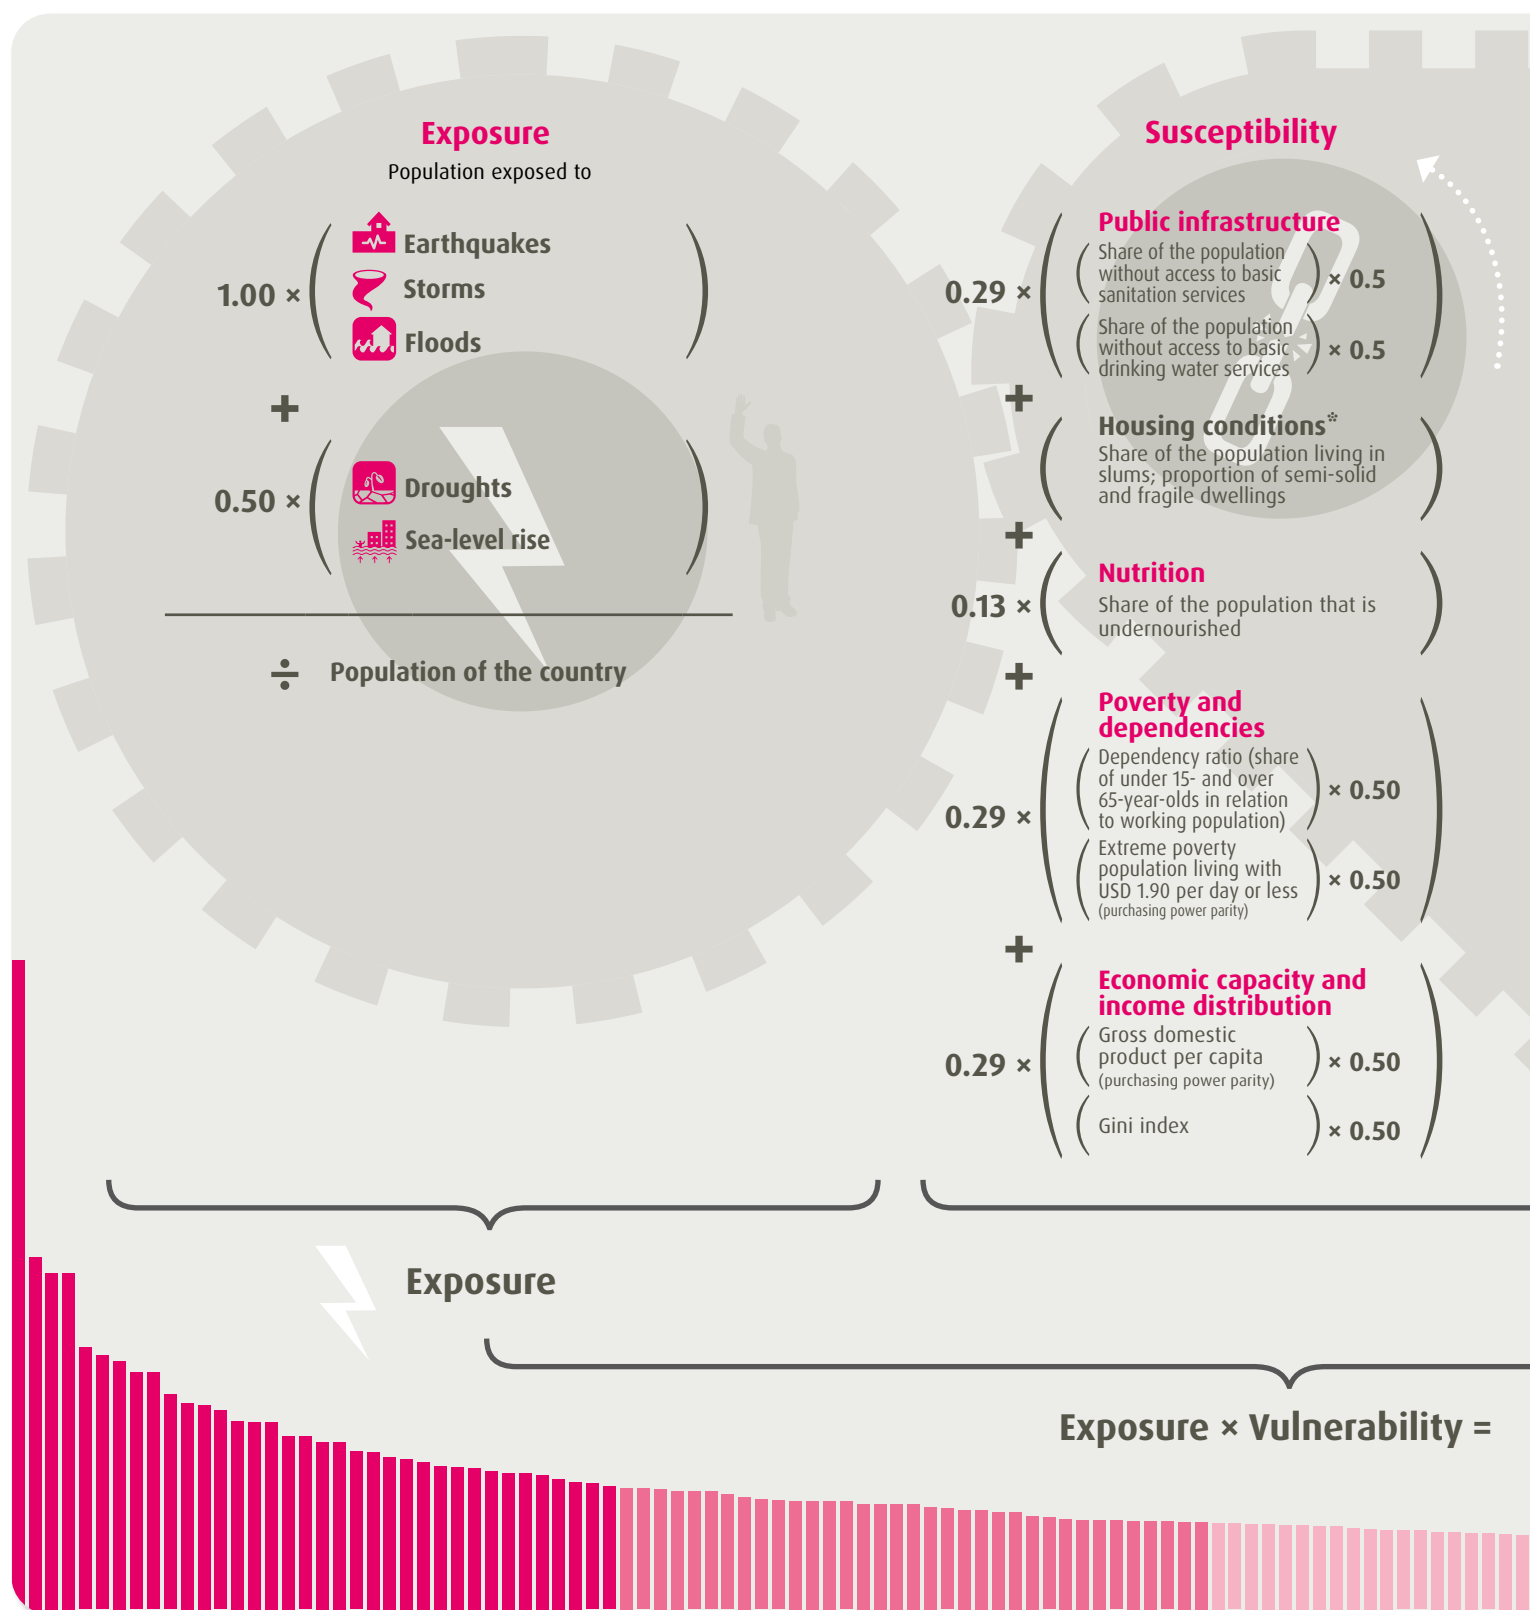 Exposure
Population exposed to
1.00 ×
Earthquakes
Storms
Floods
+
0.50 ×
Droughts
Sea-level rise
÷ Population of the country
Susceptibility
0.29 ×
Public infrastructure
Share of the population
without access to basic
sanitation services
× 0.5
Share of the population
without access to basic
drinking water services
× 0.5
+
Housing conditions*
Share of the population living in
slums; proportion of semi-solid
and fragile dwellings
+
0.13 ×
Nutrition
Share of the population that is
undernourished
+
0.29 ×
Poverty and
dependencies
Dependency ratio (share
of under 15- and over
65-year-olds in relation
to working population)
× 0.50
Extreme poverty
population living with
USD 1.90 per day or less
(purchasing power parity)
× 0.50
+
0.29 ×
Economic capacity and
income distribution
Gross domestic
product per capita
(purchasing power parity)
× 0.50
Gini index
× 0.50
Exposure
Exposure × Vulnerability =